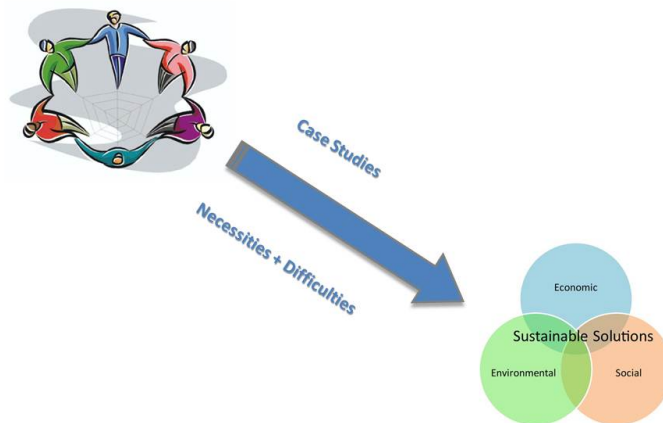 Case Studies
Necessities + Difficulties
Economic
Sustainable Solutions
Environmental
Social